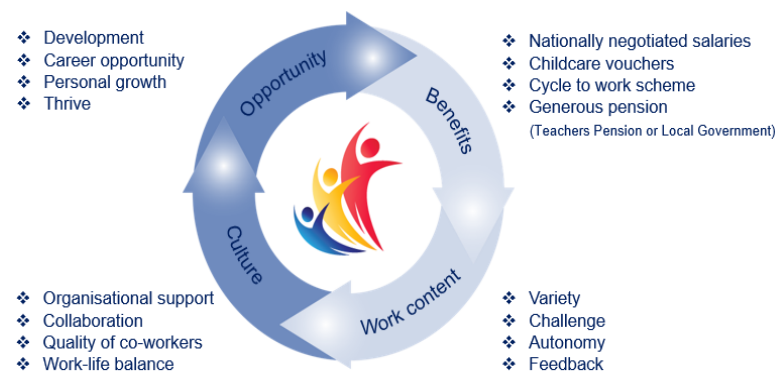 ❖ Development
❖ Career opportunity
❖ Personal growth
❖ Thrive
Opportunity
Benefits
❖ Nationally negotiated salaries
❖ Childcare vouchers
❖ Cycle to work scheme
❖ Generous pension
(Teachers Pension or Local Government)
Culture
Work content
❖ Organisational support
❖ Collaboration
❖ Quality of co-workers
❖ Work-life balance
❖ Variety
❖ Challenge
❖ Autonomy
❖ Feedback